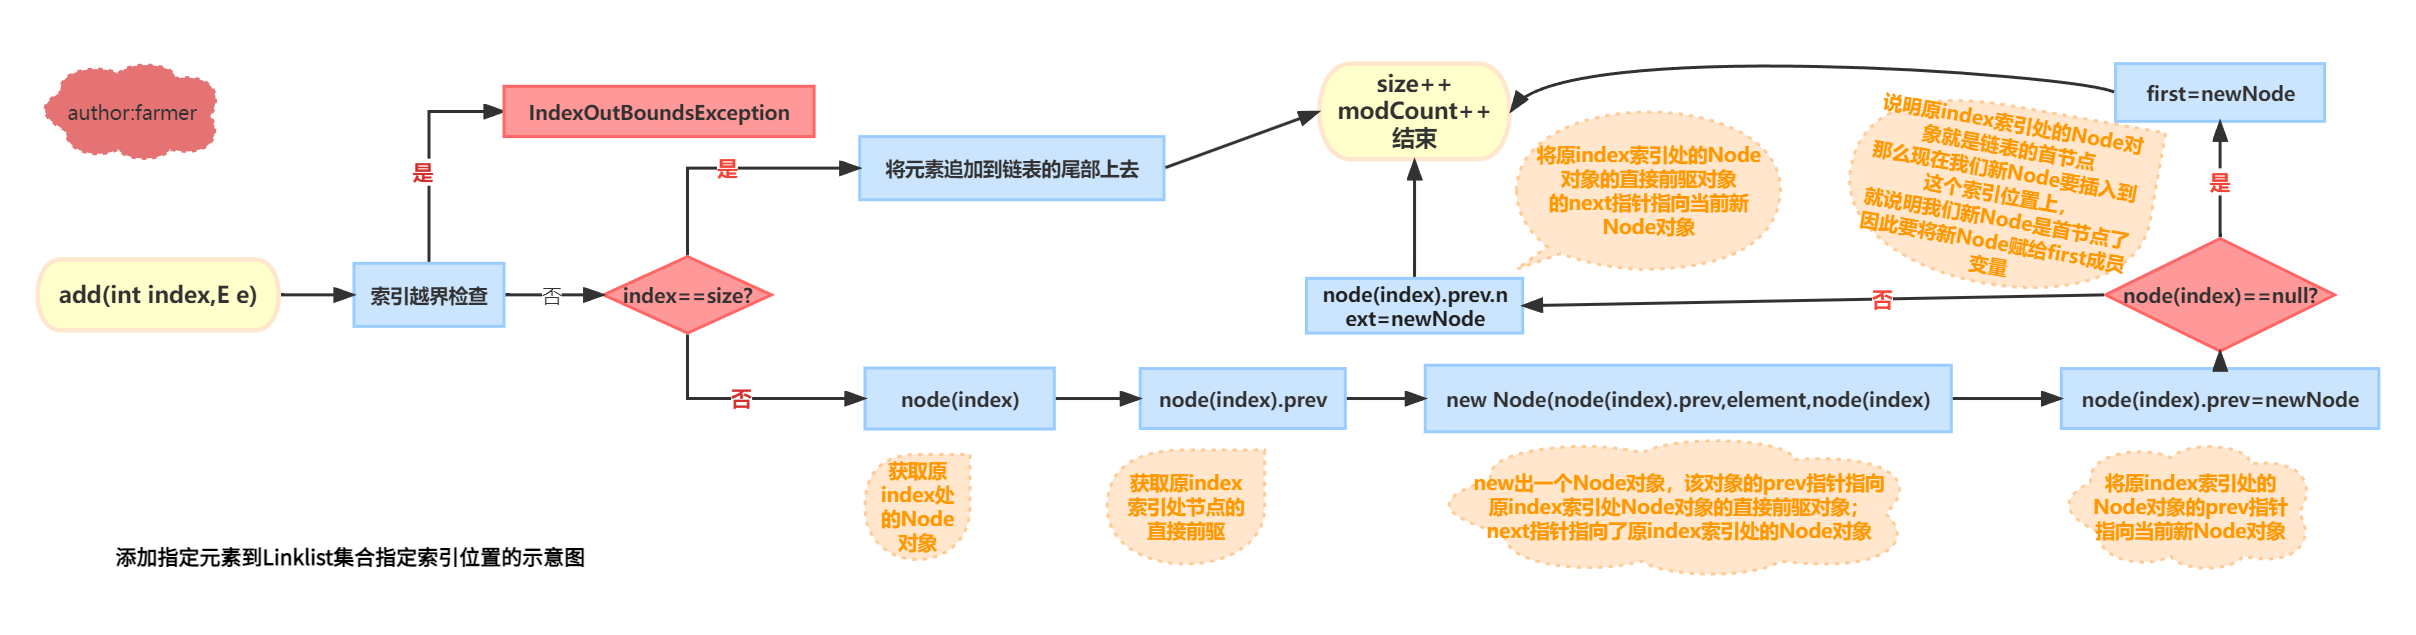 author:farmer
是
IndexOutBoundsException
add(int index,E e)
索引越界检查
否
index==size?
是
将元素追加到链表的尾部上去
size++
modCount++
结束
将原index索引处的Node
对象的直接前驱对象
的next指针指向当前新
Node对象
node(index).prev.n
ext=newNode
first=newNode
说明原index索引处的Node对
象就是链表的首节点
那么现在我们新Node要插入到
这个索引位置上,
就说明我们新Node是首节点了
因此要将新Node赋给first成员
变量
是
否
node(index)==null?
否
node(index)
node(index).prev
new Node(node(index).prev,element,node(index)
node(index).prev=newNode
获取原
index处
的Node
对象
获取原index
索引处节点的
直接前驱
new出一个Node对象，该对象的prev指针指向
原index索引处Node对象的直接前驱对象；
next指针指向了原index索引处的Node对象
将原index索引处的
Node对象的prev指针
指向当前新Node对象
添加指定元素到Linklist集合指定索引位置的示意图